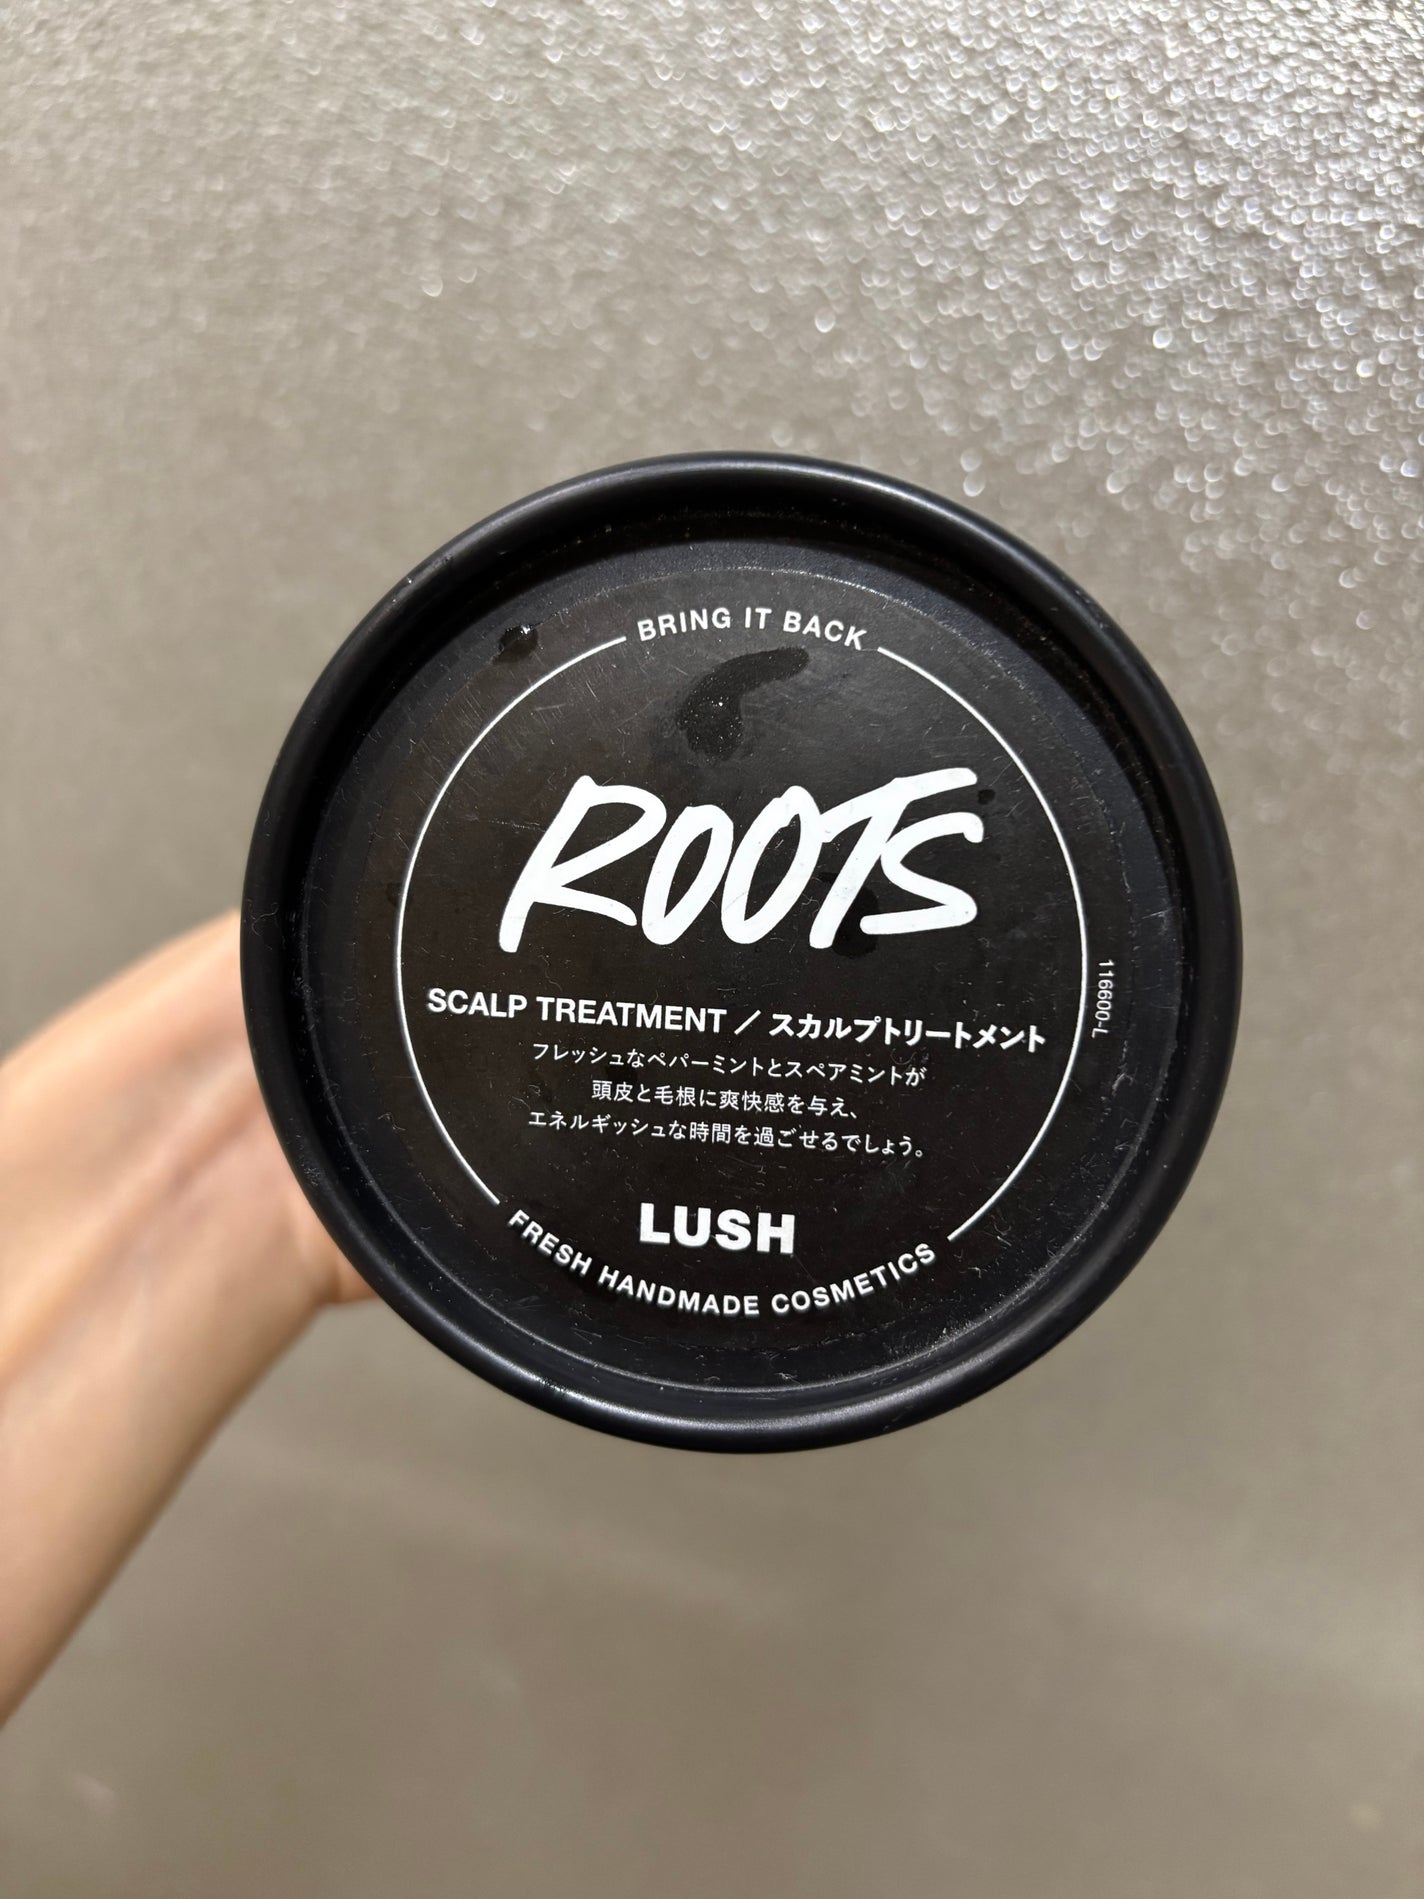 BRING IT BACK
ROOTS
SCALP TREATMENT / スカルプトリートメント
フレッシュなペパーミントとスペアミントが
頭皮と毛根に爽快感を与え、
エネルギッシュな時間を過ごせるでしょう。
LUSH
FRESH HANDMADE COSMETICS
116600-L